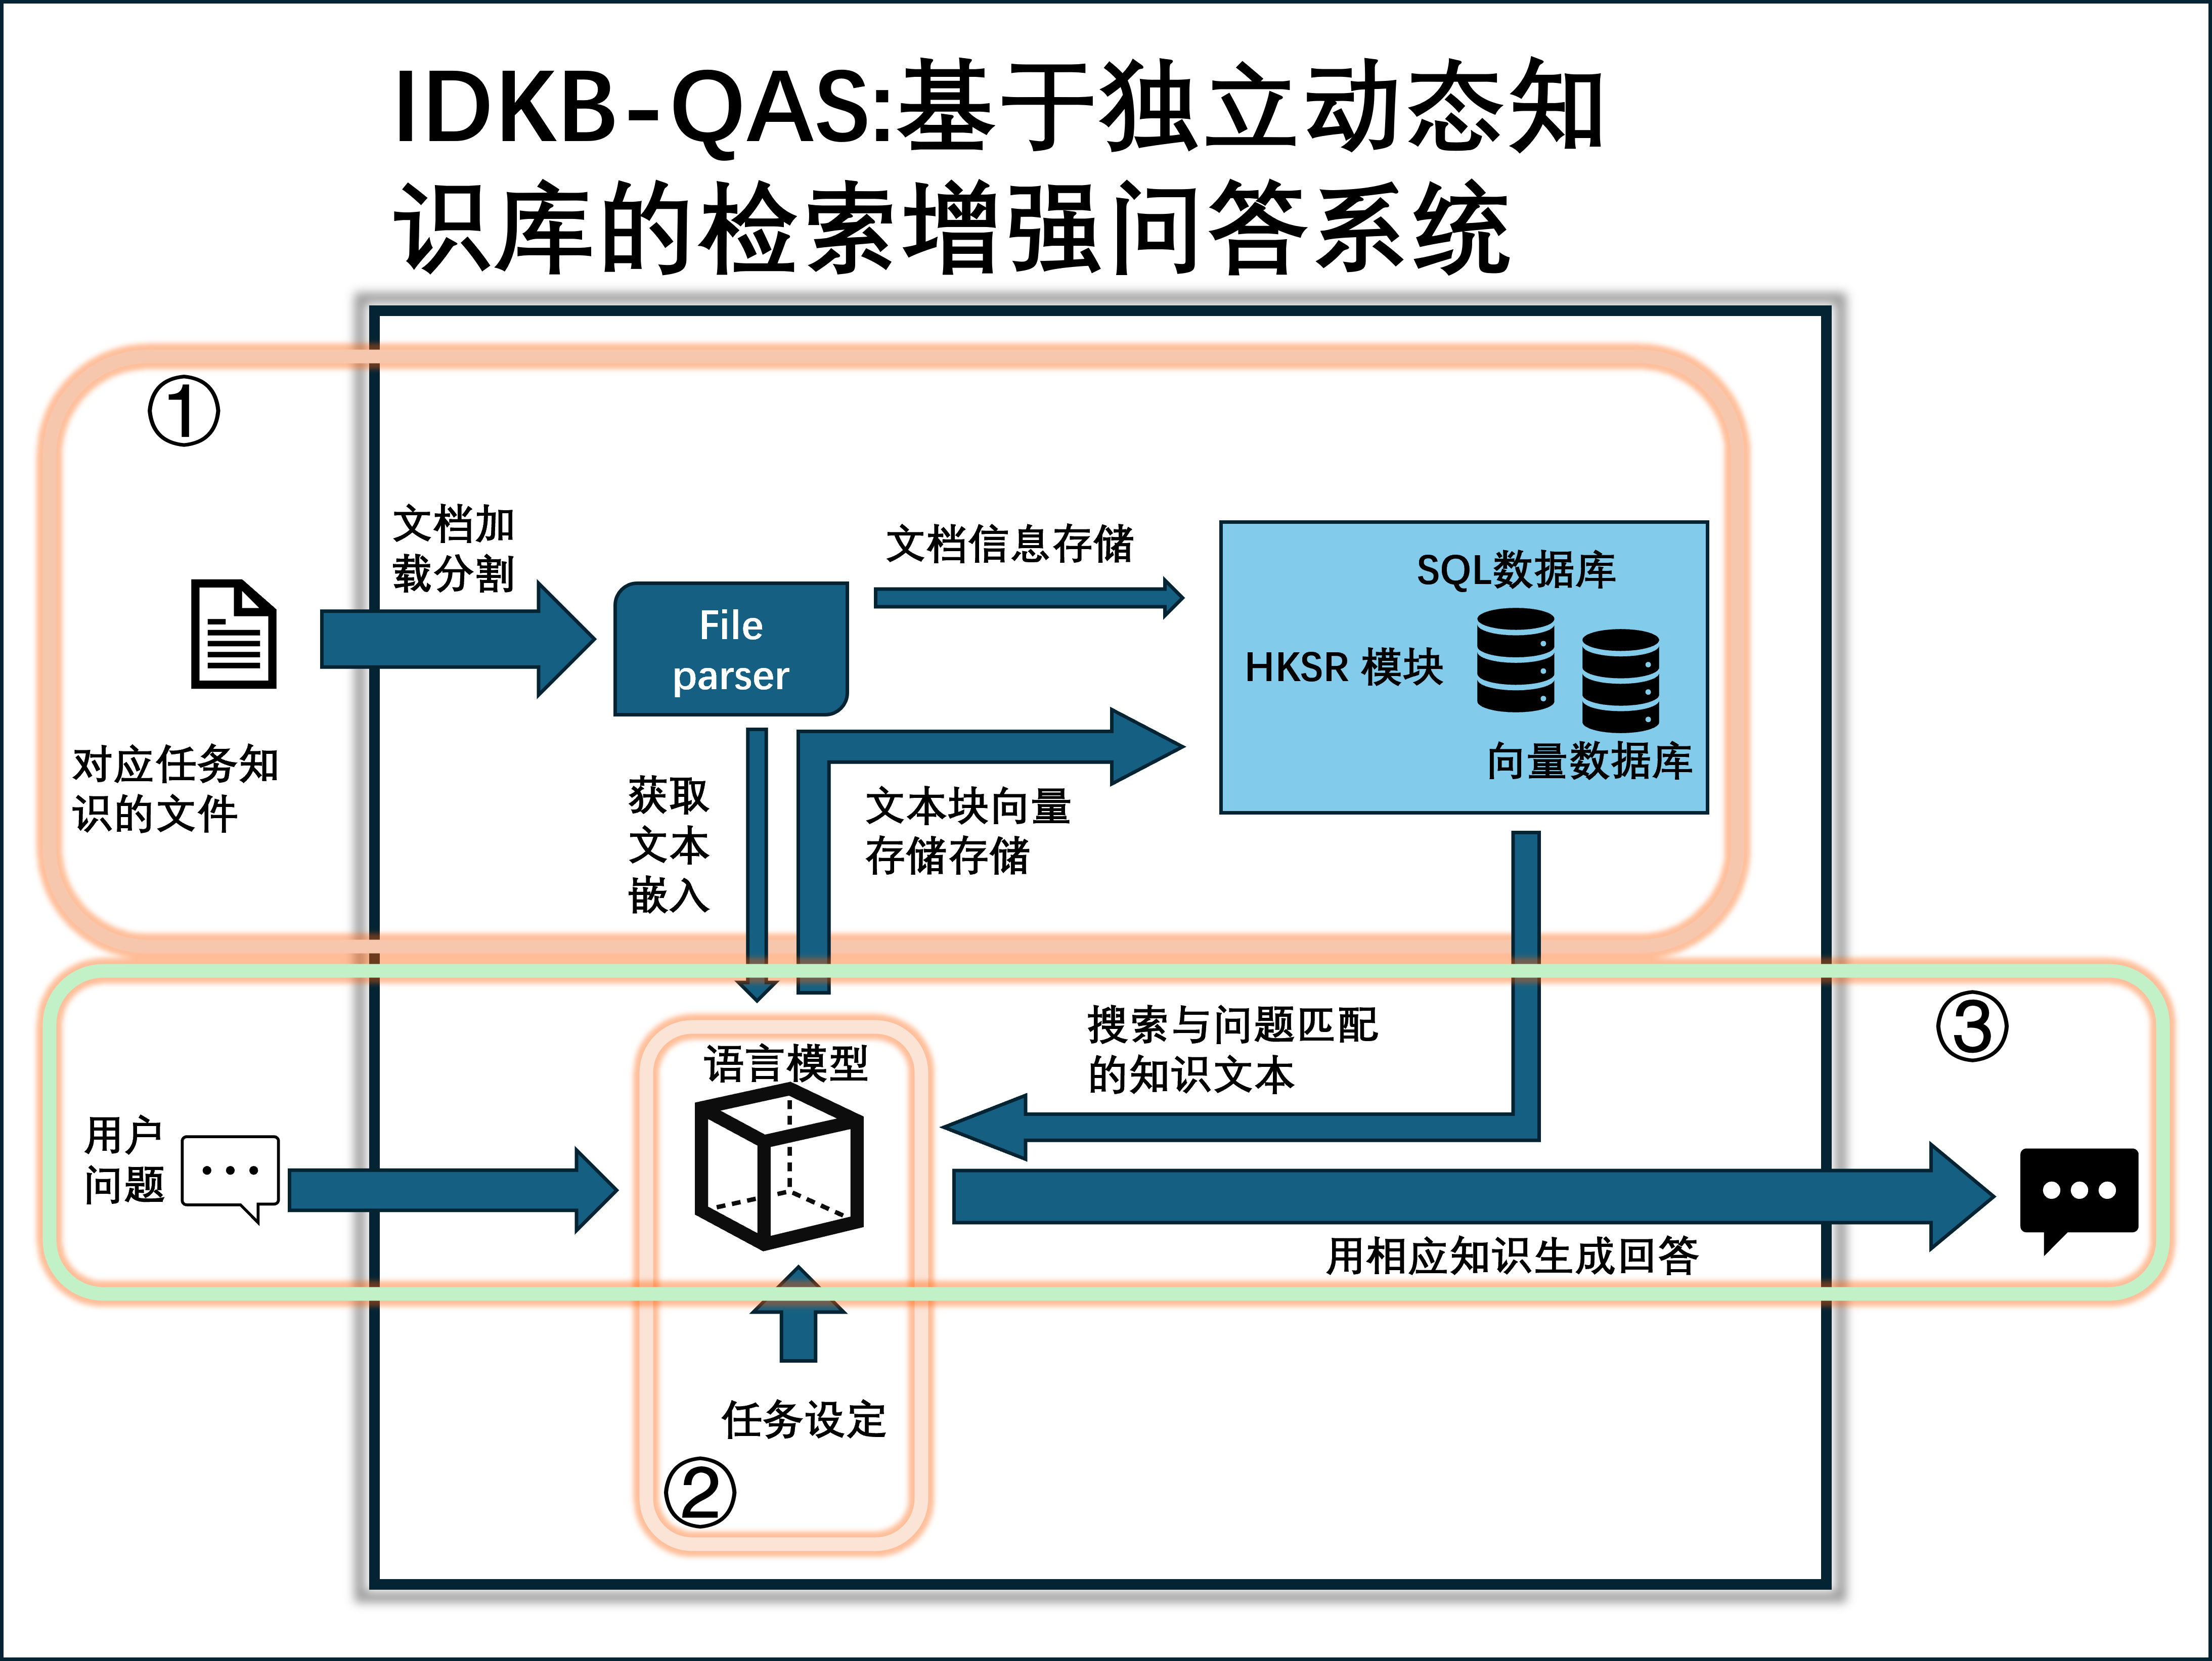 IDKB-QAS:基于独立动态知
识库的检索增强问答系统
①
文档加
载分割
File
parser
文档信息存储
SQL数据库
HKSR 模块
向量数据库
对应任务知
识的文件
获取
文本
嵌入
文本块向量
存储存储
③
搜索与问题匹配
的知识文本
语言模型
用户
问题
用相应知识生成回答
任务设定
②